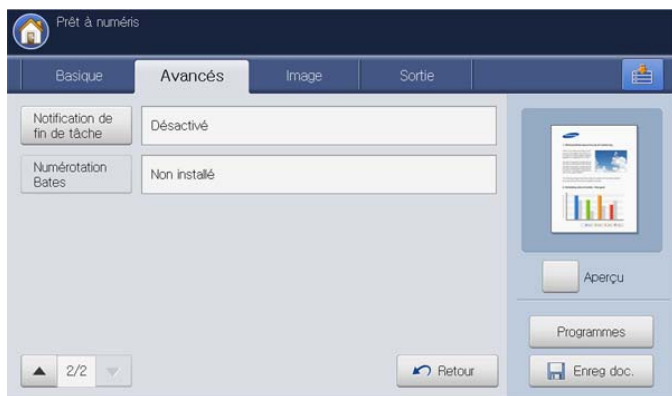 Prêt à numéris
Basique
Avancés
Image
Sortie
Notification de
fin de tâche
Désactivé
Numérotation
Bates
Non installé
Aperçu
Programmes
2/2
Retour
Enreg doc.